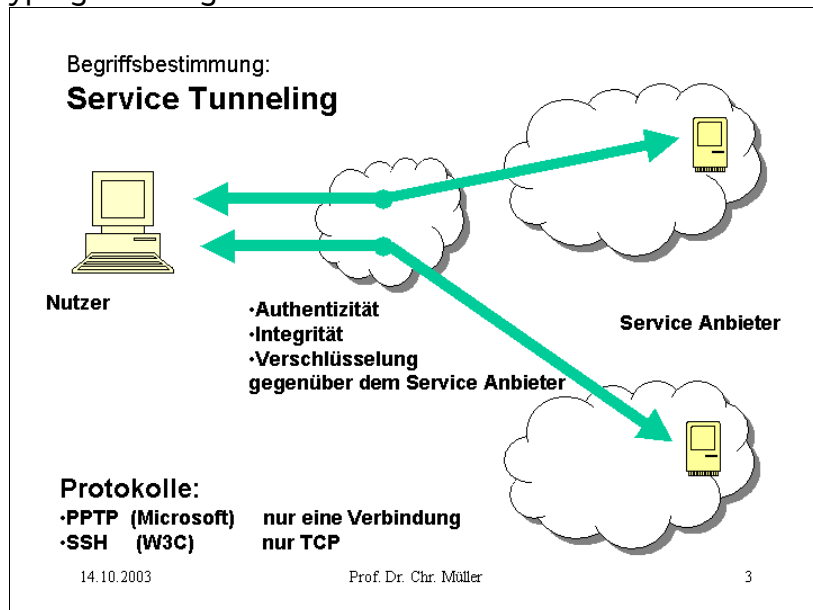 Begriffsbestimmung:
Service Tunneling
Nutzer
·Authentizität
·Integrität
·Verschlüsselung
gegenüber dem Service Anbieter
Service Anbieter
Protokolle:
·PPTP (Microsoft) nur eine Verbindung
·SSH (W3C) nur TCP
14.10.2003 Prof. Dr. Chr. Müller 3